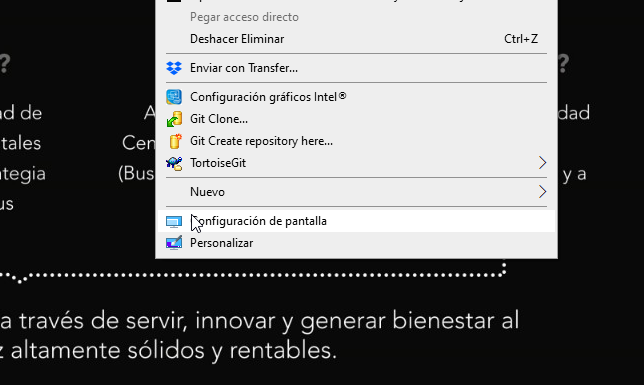 Pegar acceso directo
Deshacer Eliminar Ctrl+Z
?
?
Enviar con Transfer...
Configuración gráficos Intel®
ad de
A
dad
Git Clone...
tales
Cen
Git Create repository here...
TortoiseGit
ategia
(Bus
y a
Nuevo
us
Configuración de pantalla
Personalizar
a través de servir, innovar y generar bienestar al
z altamente sólidos y rentables.